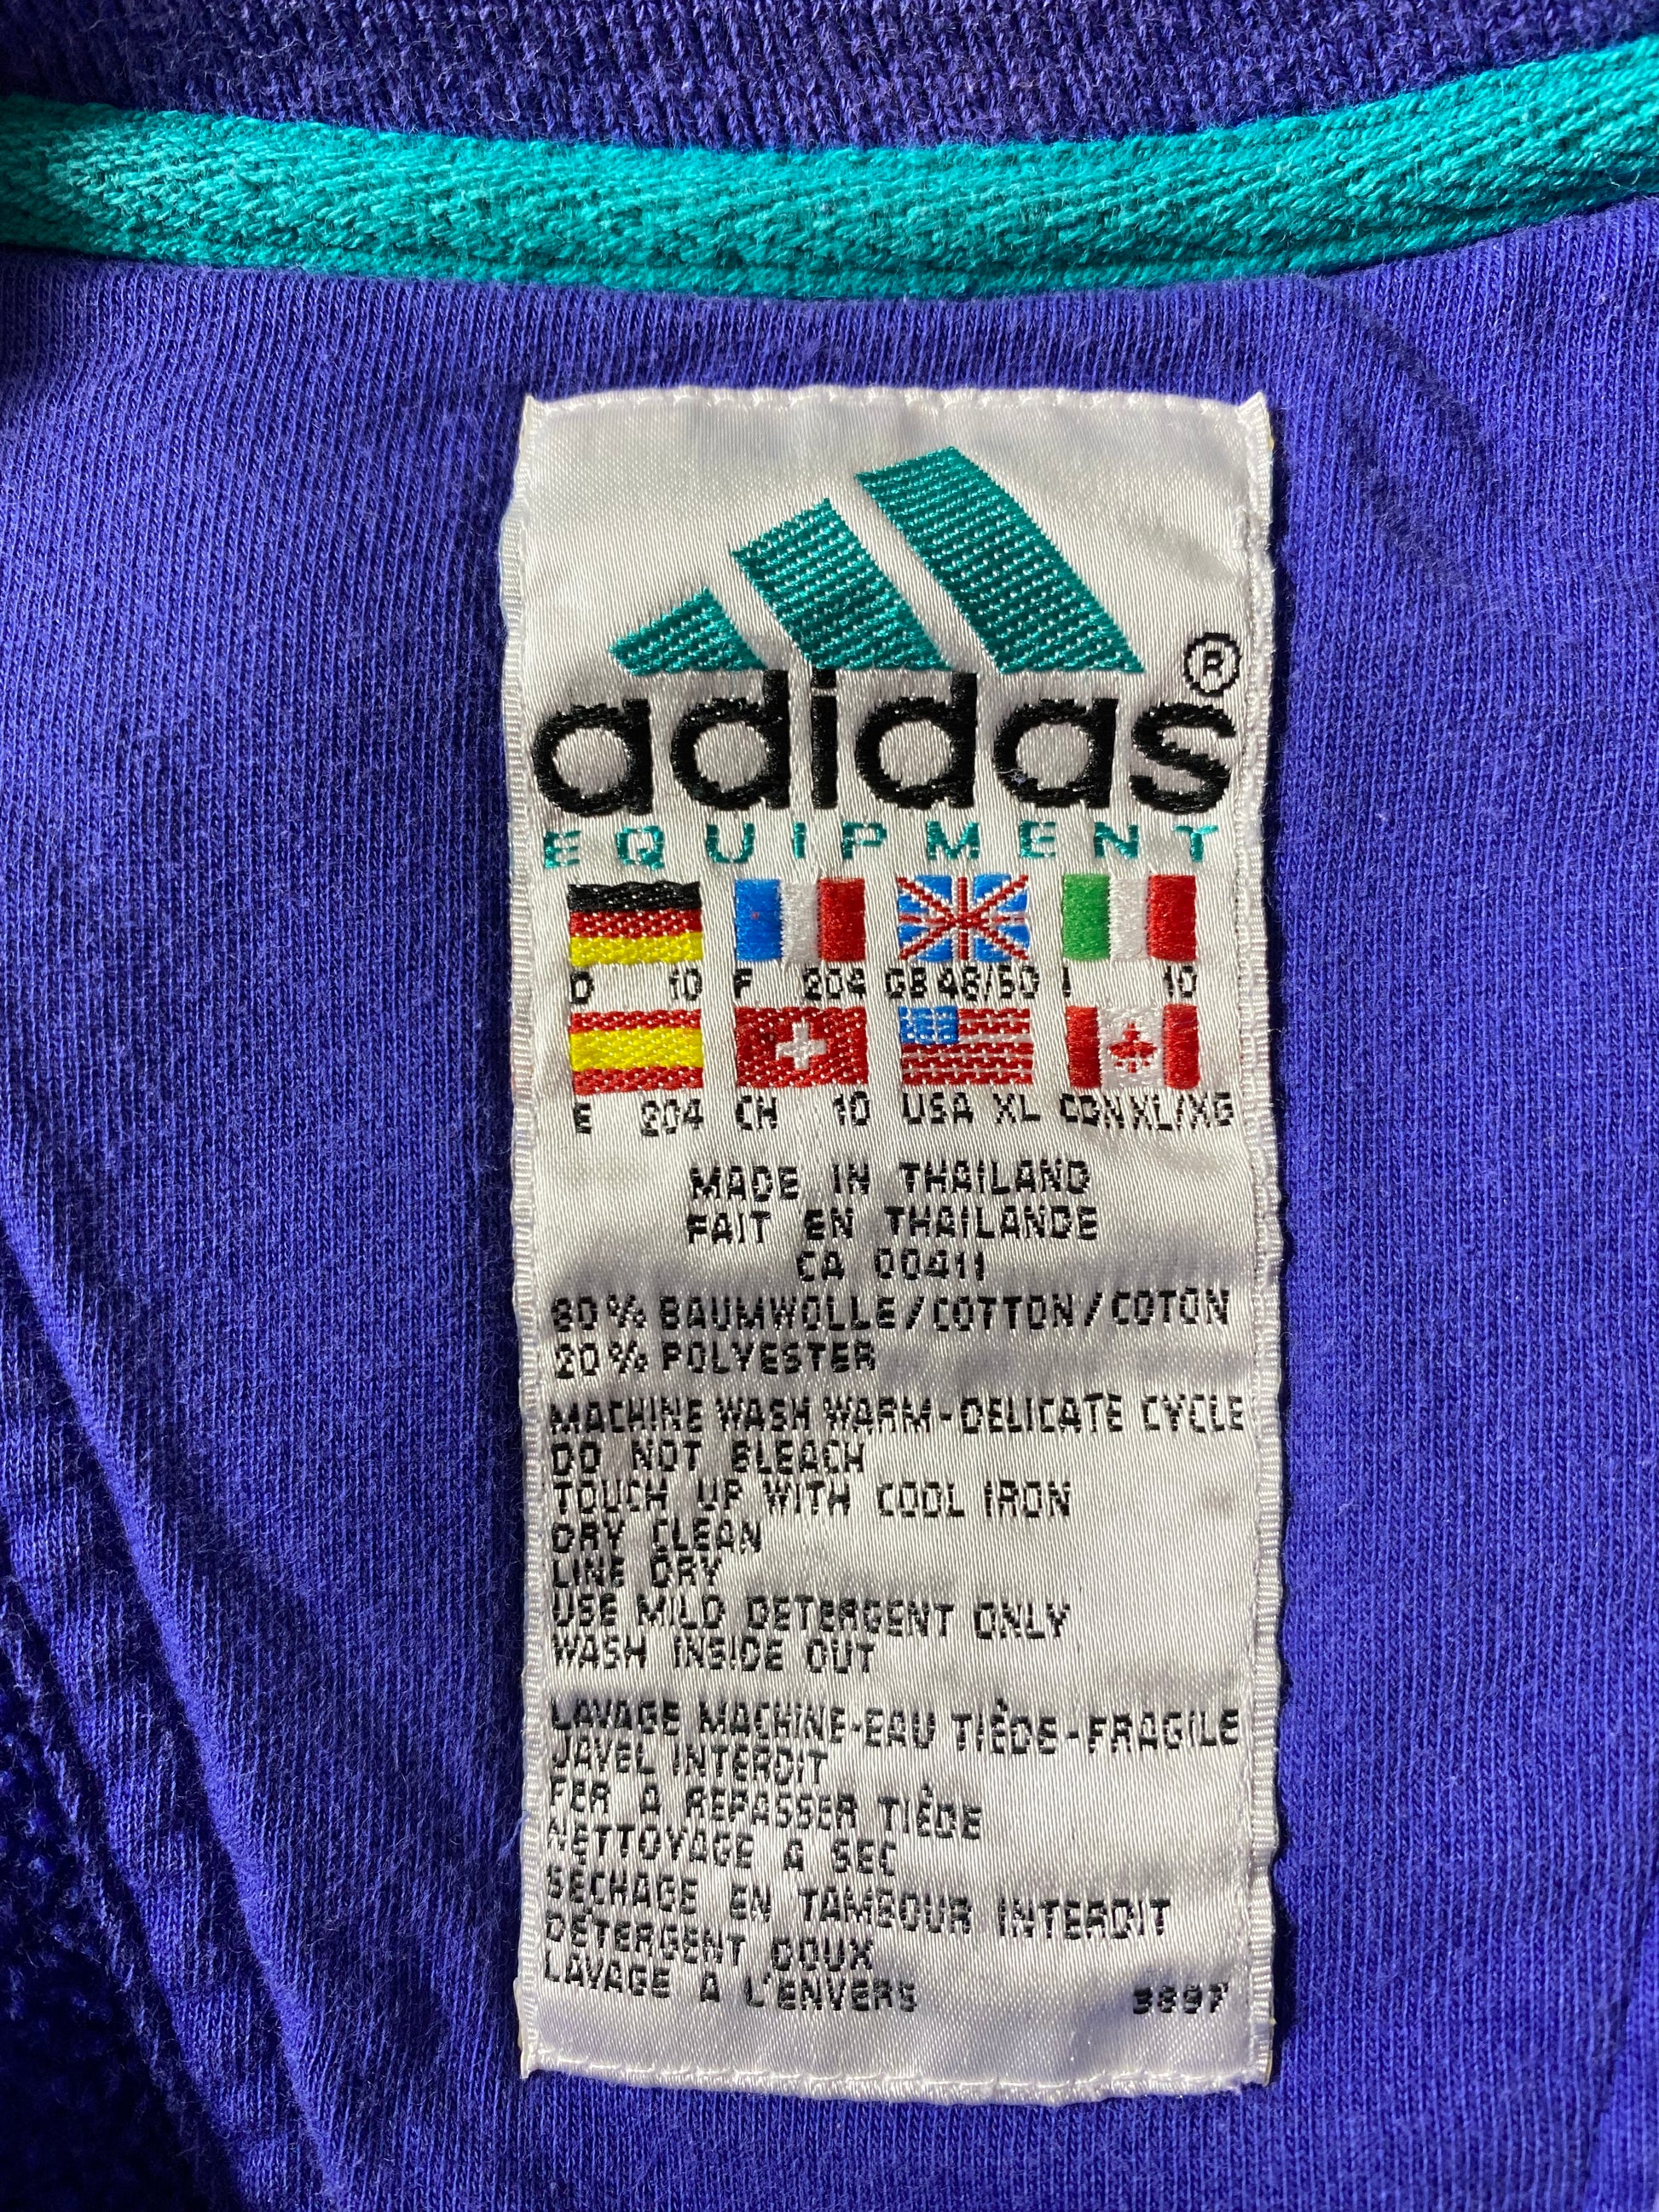 adidas®
EQUIPMENT
D 10 F 204 GB 48/50 I 10
E 204 CH 10 USA XL CDN XL/XG
MADE IN THAILAND
FAIT EN THAILANDE
CA 00411
80% BAUMWOLLE/COTTON/COTON
20% POLYESTER
MACHINE WASH WARM-DELICATE CYCLE
DO NOT BLEACH
TOUCH UP WITH COOL IRON
DRY CLEAN
LINE DRY
USE MILD DETERGENT ONLY
WASH INSIDE OUT
LAVAGE MACHINE-EAU TIÈDE-FRAGILE
JAVEL INTERDIT
FER A REPASSER TIÈDE
NETTOYAGE A SEC
SÉCHAGE EN TAMBOUR INTERDIT
DÉTERGENT DOUX
LAVAGE A L'ENVERS